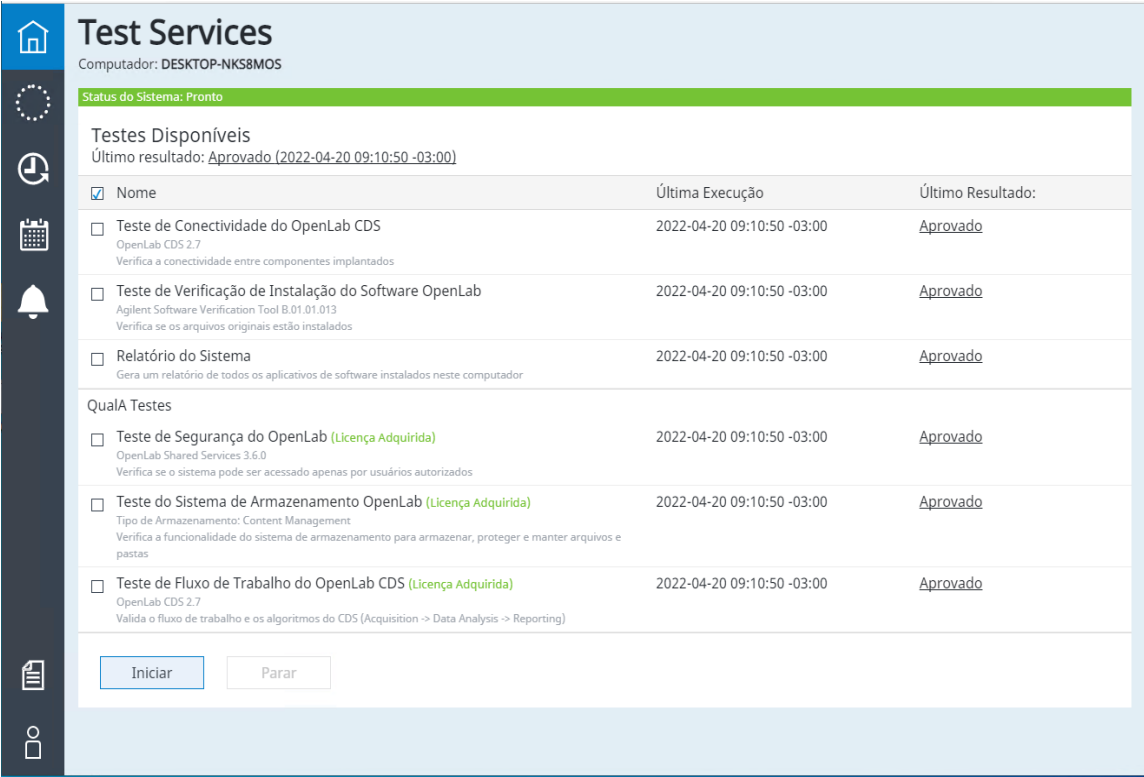 Test Services
Computador: DESKTOP-NKS8MOS
Status do Sistema: Pronto
Testes Disponíveis
Último resultado: Aprovado (2022-04-20 09:10:50 -03:00)
Nome Última Execução Último Resultado:
Teste de Conectividade do OpenLab CDS 2022-04-20 09:10:50 -03:00 Aprovado
OpenLab CDS 2.7
Verifica a conectividade entre componentes implantados
Teste de Verificação de Instalação do Software OpenLab 2022-04-20 09:10:50 -03:00 Aprovado
Agilent Software Verification Tool B.01.01.013
Verifica se os arquivos originais estão instalados
Relatório do Sistema 2022-04-20 09:10:50 -03:00 Aprovado
Gera um relatório de todos os aplicativos de software instalados neste computador
QualA Testes
Teste de Segurança do OpenLab (Licença Adquirida) 2022-04-20 09:10:50 -03:00 Aprovado
OpenLab Shared Services 3.6.0
Verifica se o sistema pode ser acessado apenas por usuários autorizados
Teste do Sistema de Armazenamento OpenLab (Licença Adquirida) 2022-04-20 09:10:50 -03:00 Aprovado
Tipo de Armazenamento: Content Management
Verifica a funcionalidade do sistema de armazenamento para armazenar, proteger e manter arquivos e
pastas
Teste de Fluxo de Trabalho do OpenLab CDS (Licença Adquirida) 2022-04-20 09:10:50 -03:00 Aprovado
OpenLab CDS 2.7
Valida o fluxo de trabalho e os algoritmos do CDS (Acquisition -> Data Analysis -> Reporting)
Iniciar Parar